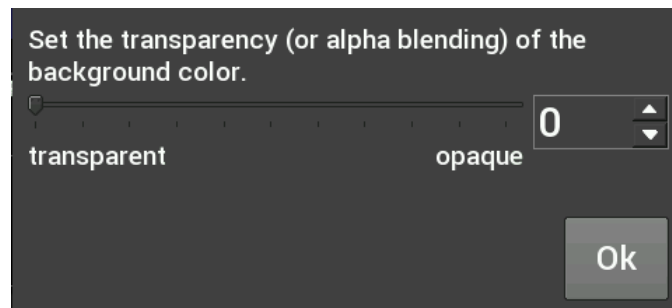 Set the transparency (or alpha blending) of the
background color.
0
transparent opaque
Ok